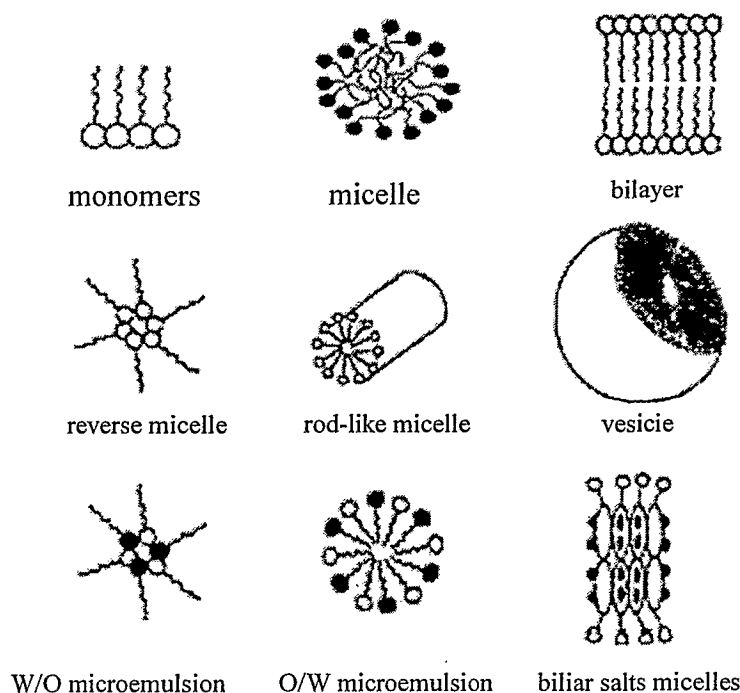 monomers
micelle
bilayer
reverse micelle
rod-like micelle
vesicie
W/O microemulsion
O/W microemulsion
biliar salts micelles